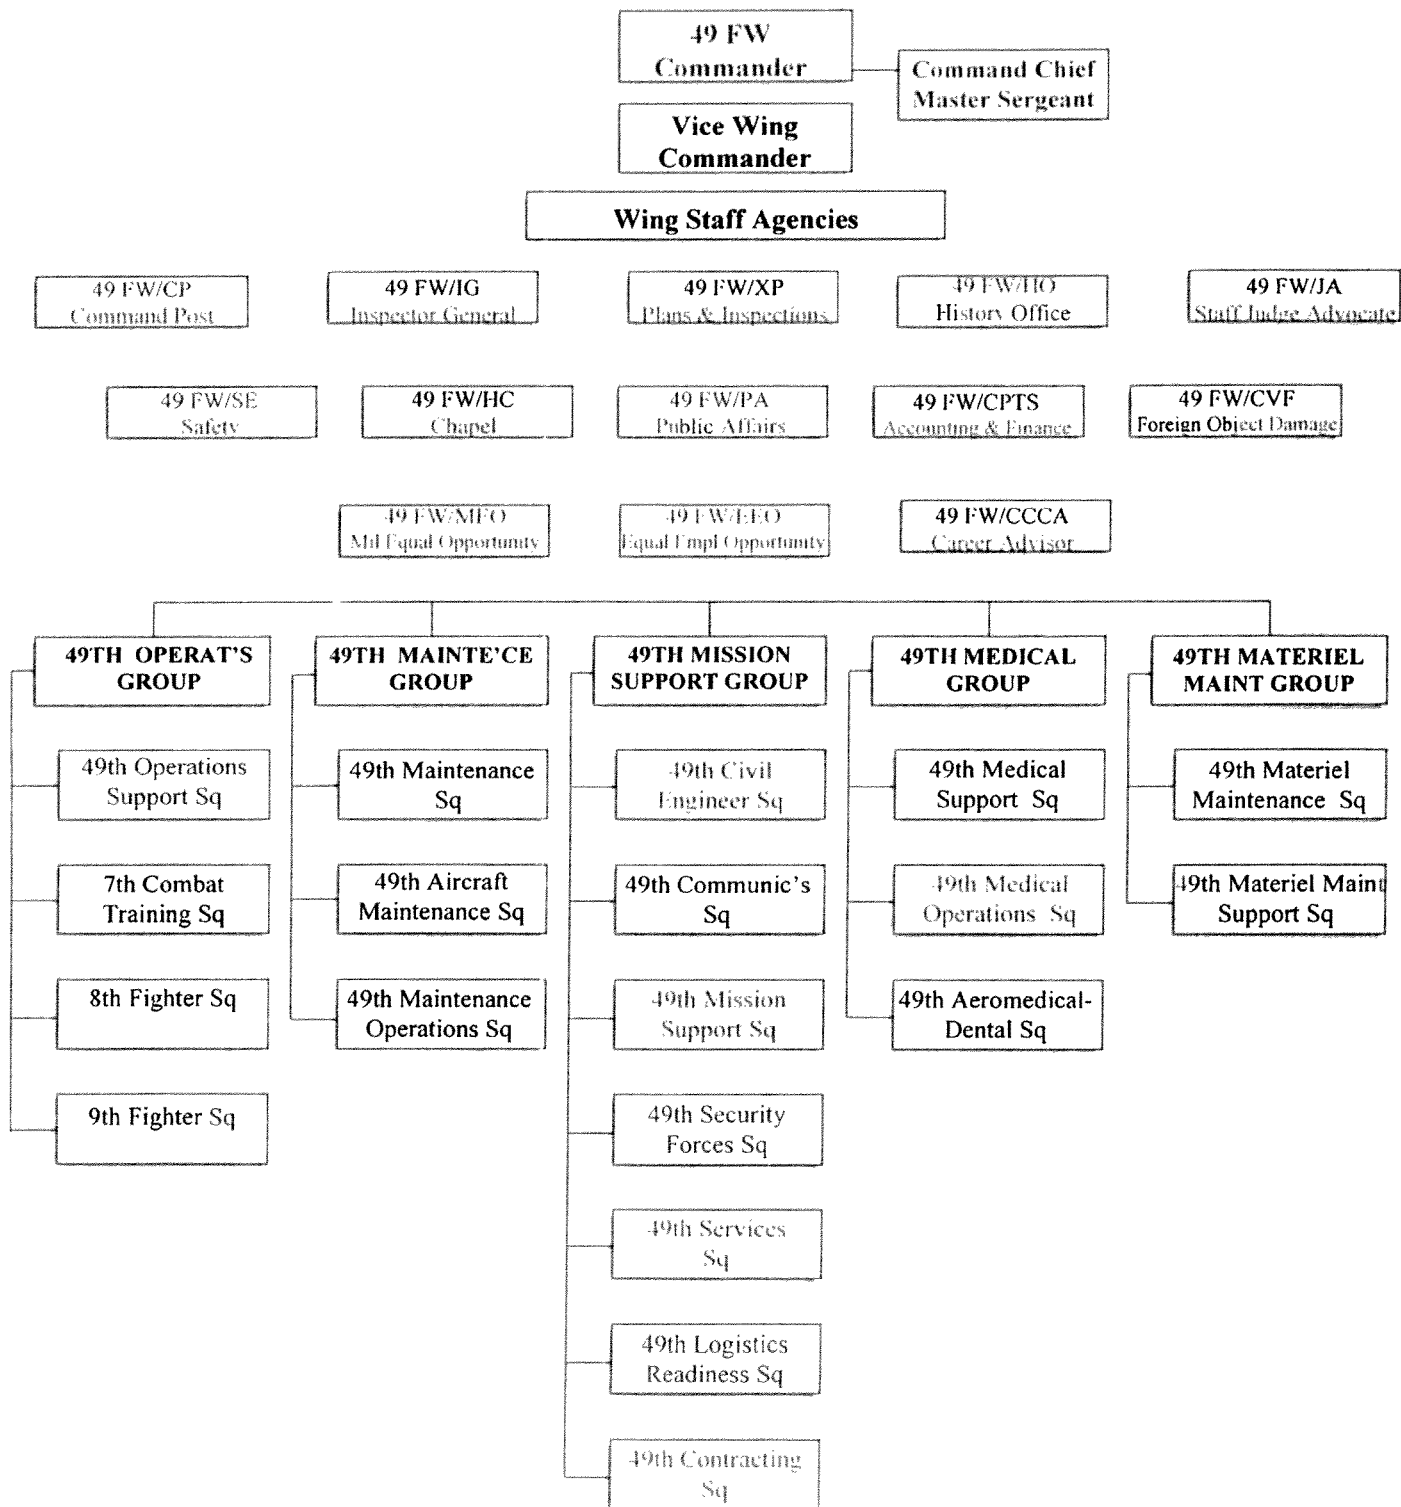 49 FW
Commander
Command Chief
Master Sergeant
Vice Wing
Commander
Wing Staff Agencies
49 FW/CP
Command Post
49 FW/IG
Inspector General
49 FW/XP
Plans & Inspections
49 FW/HO
History Office
49 FW/JA
Staff Judge Advocate
49 FW/SE
Safety
49 FW/HC
Chapel
49 FW/PA
Public Affairs
49 FW/CPTS
Accounting & Finance
49 FW/CVF
Foreign Object Damage
49 FW/MEO
Mil Equal Opportunity
49 FW/EEO
Equal Empl Opportunity
49 FW/CCCA
Career Advisor
49TH OPERAT'S
GROUP
49TH MAINTE'CE
GROUP
49TH MISSION
SUPPORT GROUP
49TH MEDICAL
GROUP
49TH MATERIEL
MAINT GROUP
49th Operations
Support Sq
49th Maintenance
Sq
49th Civil
Engineer Sq
49th Medical
Support Sq
49th Materiel
Maintenance Sq
7th Combat
Training Sq
49th Aircraft
Maintenance Sq
49th Communic's
Sq
49th Medical
Operations Sq
49th Materiel Maint
Support Sq
8th Fighter Sq
49th Maintenance
Operations Sq
49th Mission
Support Sq
49th Aeromedical-
Dental Sq
9th Fighter Sq
49th Security
Forces Sq
49th Services
Sq
49th Logistics
Readiness Sq
49th Contracting
Sq